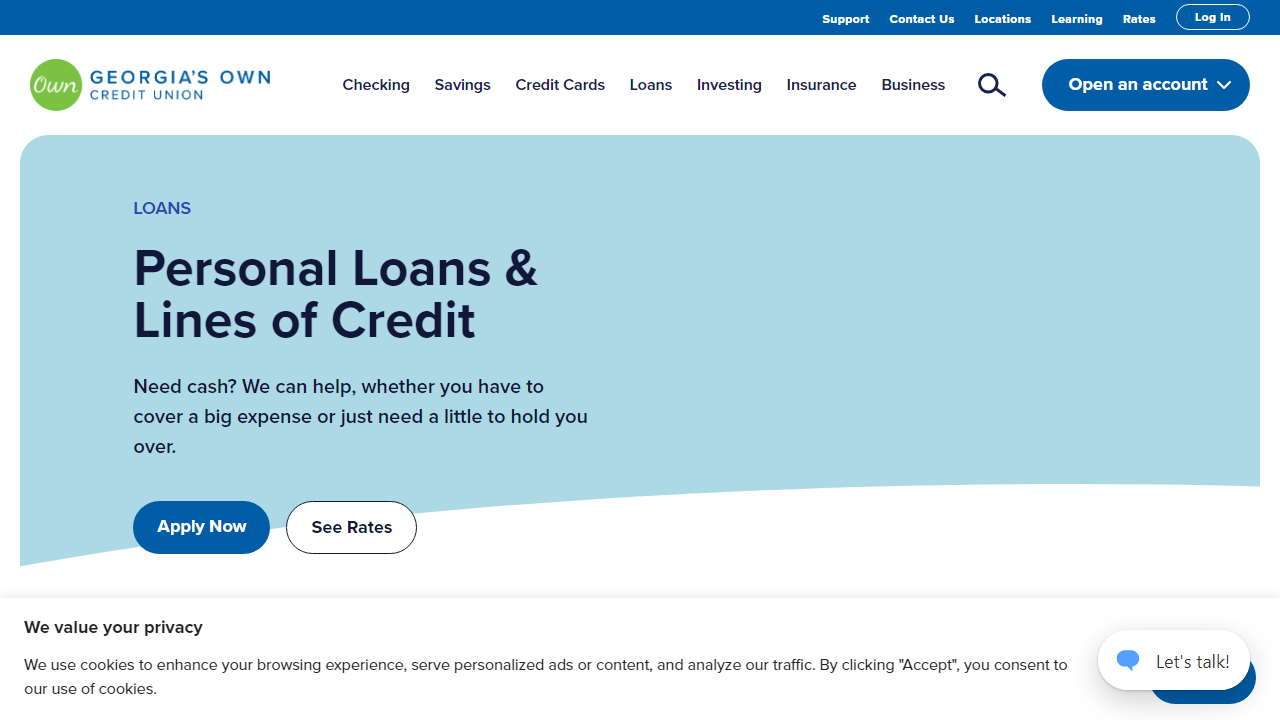 Support Contact Us Locations Learning Rates Log In
Own GEORGIA'S OWN
CREDIT UNION
Checking Savings Credit Cards Loans Investing Insurance Business Open an account
LOANS
Personal Loans &
Lines of Credit
Need cash? We can help, whether you have to
cover a big expense or just need a little to hold you
over.
Apply Now See Rates
We value your privacy
We use cookies to enhance your browsing experience, serve personalized ads or content, and analyze our traffic. By clicking "Accept", you consent to
our use of cookies.
Let's talk!